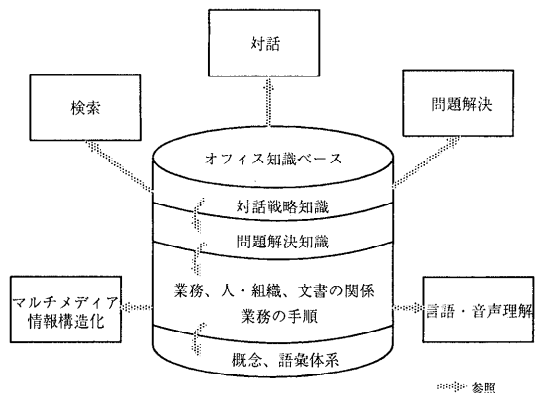 対話
検索
問題解決
オフィス知識ベース
対話戦略知識
問題解決知識
業務、人・組織、文書の関係
業務の手順
概念、語彙体系
マルチメディア
情報構造化
言語・音声理解
参照